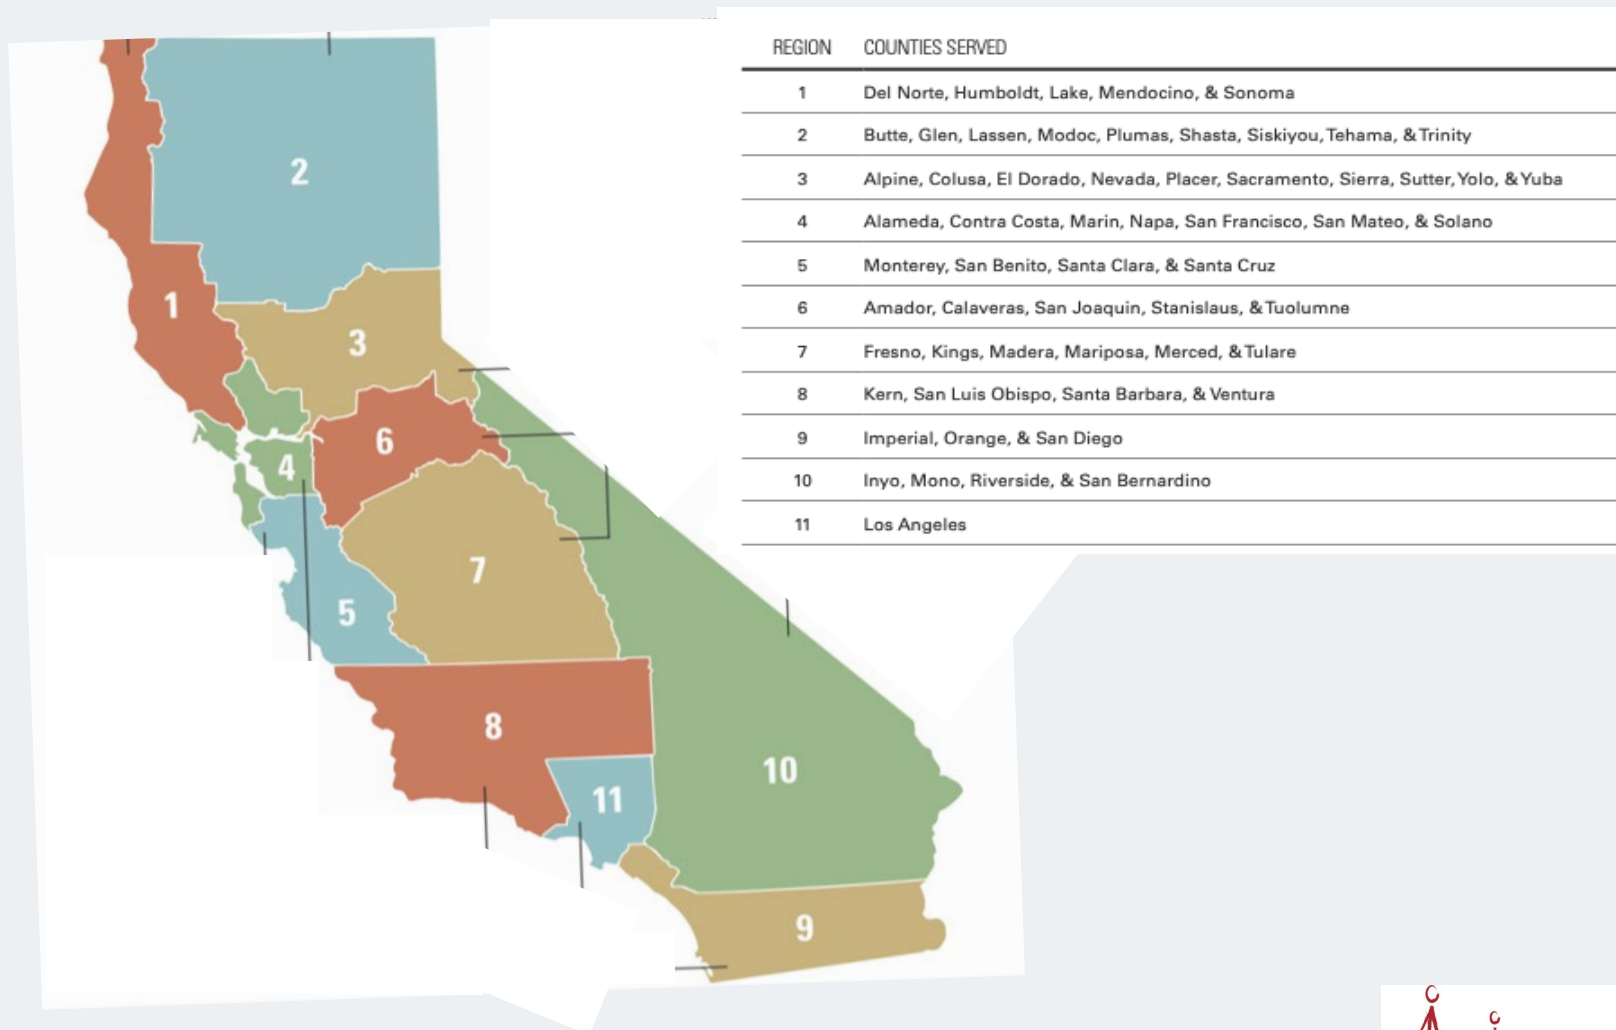 REGION COUNTIES SERVED
1 Del Norte, Humboldt, Lake, Mendocino, & Sonoma
2 Butte, Glen, Lassen, Modoc, Plumas, Shasta, Siskiyou, Tehama, & Trinity
3 Alpine, Colusa, El Dorado, Nevada, Placer, Sacramento, Sierra, Sutter, Yolo, & Yuba
4 Alameda, Contra Costa, Marin, Napa, San Francisco, San Mateo, & Solano
5 Monterey, San Benito, Santa Clara, & Santa Cruz
6 Amador, Calaveras, San Joaquin, Stanislaus, & Tuolumne
7 Fresno, Kings, Madera, Mariposa, Merced, & Tulare
8 Kern, San Luis Obispo, Santa Barbara, & Ventura
9 Imperial, Orange, & San Diego
10 Inyo, Mono, Riverside, & San Bernardino
11 Los Angeles
2
1
3
6
4
7
5
8
10
11
9